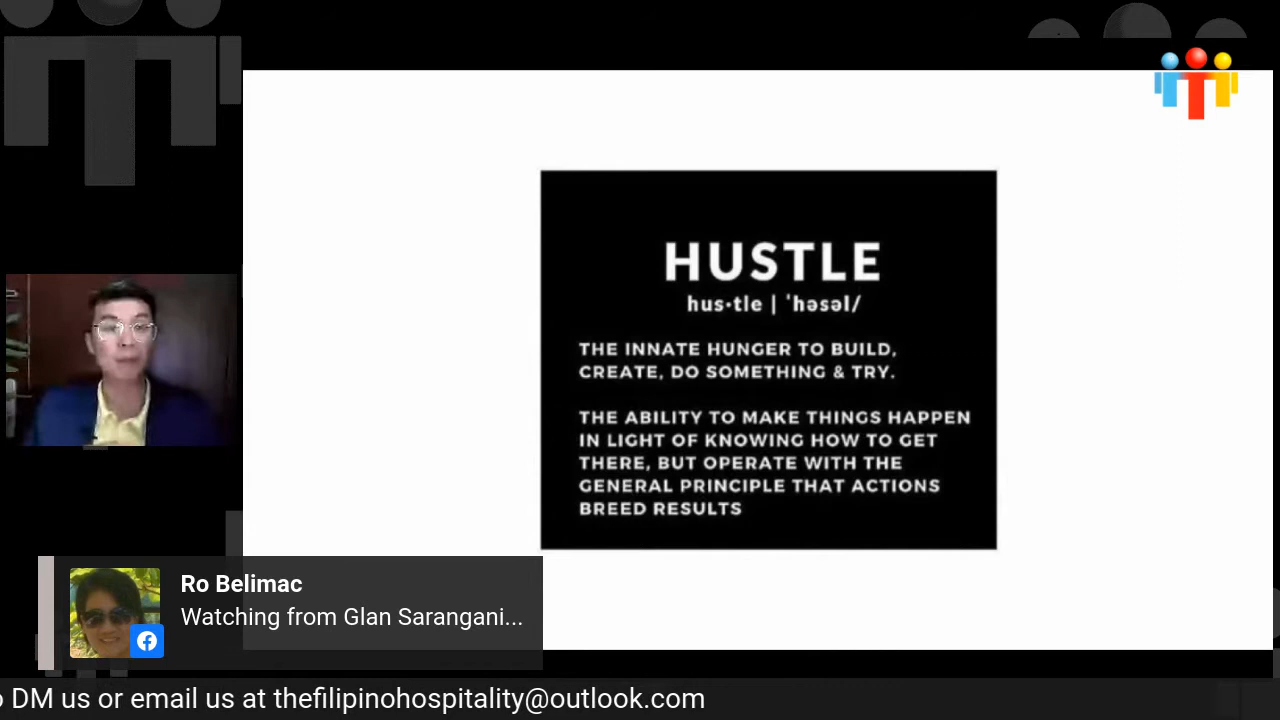 HUSTLE
hus·tle | ˈhəsəl/
THE INNATE HUNGER TO BUILD,
CREATE, DO SOMETHING & TRY.
THE ABILITY TO MAKE THINGS HAPPEN
IN LIGHT OF KNOWING HOW TO GET
THERE, BUT OPERATE WITH THE
GENERAL PRINCIPLE THAT ACTIONS
BREED RESULTS
Ro Belimac
Watching from Glan Sarangani...
DM us or email us at thefilipinohospitality@outlook.com